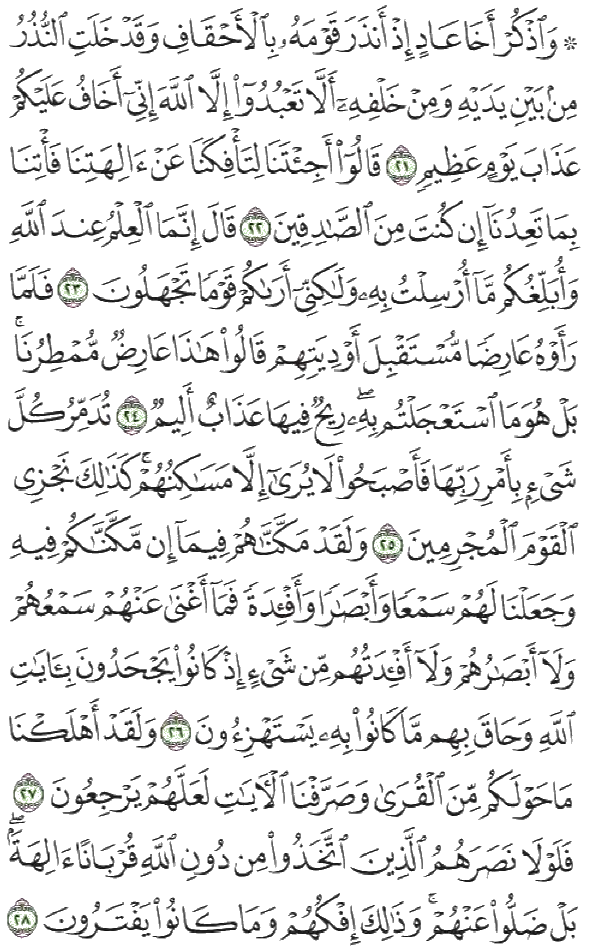 ۞ وَٱذۡكُرۡ أَخَا عَادٍ إِذۡ أَنذَرَ قَوۡمَهُۥ بِٱلۡأَحۡقَافِ وَقَدۡ خَلَتِ ٱلنُّذُرُ
مِنۢ بَيۡنِ يَدَيۡهِ وَمِنۡ خَلۡفِهِۦٓ أَلَّا تَعۡبُدُوٓاْ إِلَّا ٱللَّهَ إِنِّيٓ أَخَافُ عَلَيۡكُمۡ
عَذَابَ يَوۡمٍ عَظِيمٖ ٢١ قَالُوٓاْ أَجِئۡتَنَا لِتَأۡفِكَنَا عَنۡ ءَالِهَتِنَا فَأۡتِنَا
بِمَا تَعِدُنَآ إِن كُنتَ مِنَ ٱلصَّٰدِقِينَ ٢٢ قَالَ إِنَّمَا ٱلۡعِلۡمُ عِندَ ٱللَّهِ
وَأُبَلِّغُكُم مَّآ أُرۡسِلۡتُ بِهِۦ وَلَٰكِنِّيٓ أَرَىٰكُمۡ قَوۡمٗا تَجۡهَلُونَ ٢٣ فَلَمَّا
رَأَوۡهُ عَارِضٗا مُّسۡتَقۡبِلَ أَوۡدِيَتِهِمۡ قَالُواْ هَٰذَا عَارِضٞ مُّمۡطِرُنَاۚ
بَلۡ هُوَ مَا ٱسۡتَعۡجَلۡتُم بِهِۦۖ رِيحٞ فِيهَا عَذَابٌ أَلِيمٞ ٢٤ تُدَمِّرُ كُلَّ
شَيۡءِۭ بِأَمۡرِ رَبِّهَا فَأَصۡبَحُواْ لَا يُرَىٰٓ إِلَّا مَسَٰكِنُهُمۡۚ كَذَٰلِكَ نَجۡزِي
ٱلۡقَوۡمَ ٱلۡمُجۡرِمِينَ ٢٥ وَلَقَدۡ مَكَّنَّٰهُمۡ فِيمَآ إِن مَّكَّنَّٰكُمۡ فِيهِ
وَجَعَلۡنَا لَهُمۡ سَمۡعٗا وَأَبۡصَٰرٗا وَأَفۡـِٔدَةٗ فَمَآ أَغۡنَىٰ عَنۡهُمۡ سَمۡعُهُمۡ
وَلَآ أَبۡصَٰرُهُمۡ وَلَآ أَفۡـِٔدَتُهُم مِّن شَيۡءٍ إِذۡ كَانُواْ يَجۡحَدُونَ بِـَٔايَٰتِ
ٱللَّهِ وَحَاقَ بِهِم مَّا كَانُواْ بِهِۦ يَسۡتَهۡزِءُونَ ٢٦ وَلَقَدۡ أَهۡلَكۡنَا
مَا حَوۡلَكُم مِّنَ ٱلۡقُرَىٰ وَصَرَّفۡنَا ٱلۡأٓيَٰتِ لَعَلَّهُمۡ يَرۡجِعُونَ ٢٧
فَلَوۡلَا نَصَرَهُمُ ٱلَّذِينَ ٱتَّخَذُواْ مِن دُونِ ٱللَّهِ قُرۡبَانًا ءَالِهَةَۢۖ
بَلۡ ضَلُّواْ عَنۡهُمۡۚ وَذَٰلِكَ إِفۡكُهُمۡ وَمَا كَانُواْ يَفۡتَرُونَ ٢٨